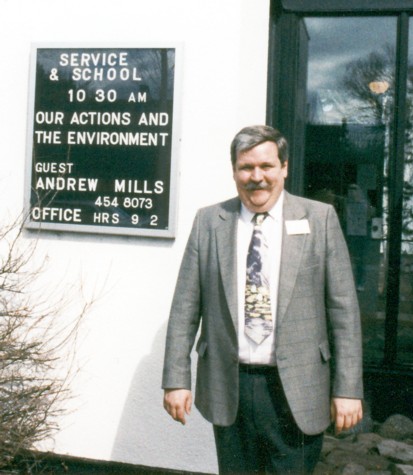 SERVICE
& SCHOOL
10 30 AM
OUR ACTIONS AND
THE ENVIRONMENT
GUEST
ANDREW MILLS
454 8073
OFFICE HRS 9 2